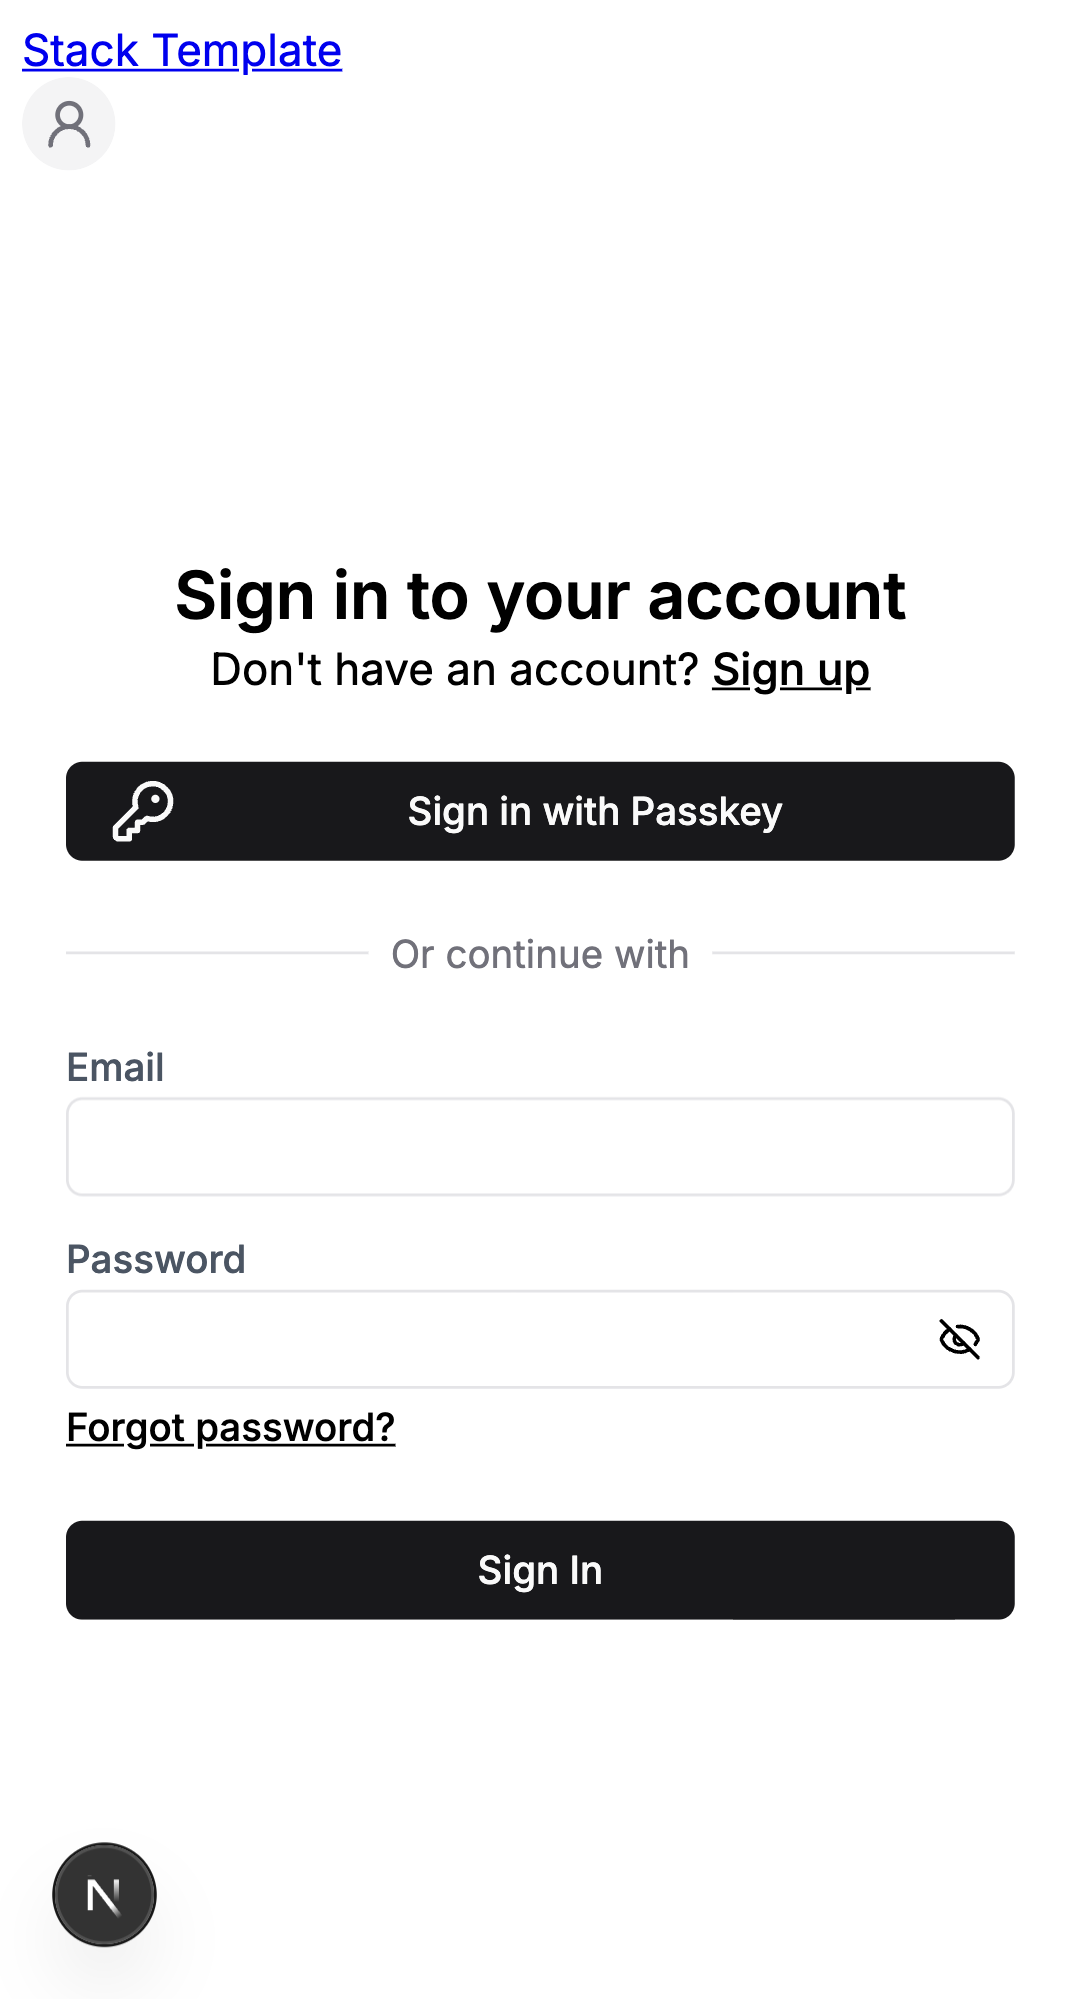 Stack Template
Sign in to your account
Don't have an account? Sign up
Sign in with Passkey
Or continue with
Email
Password
Forgot password?
Sign In
N